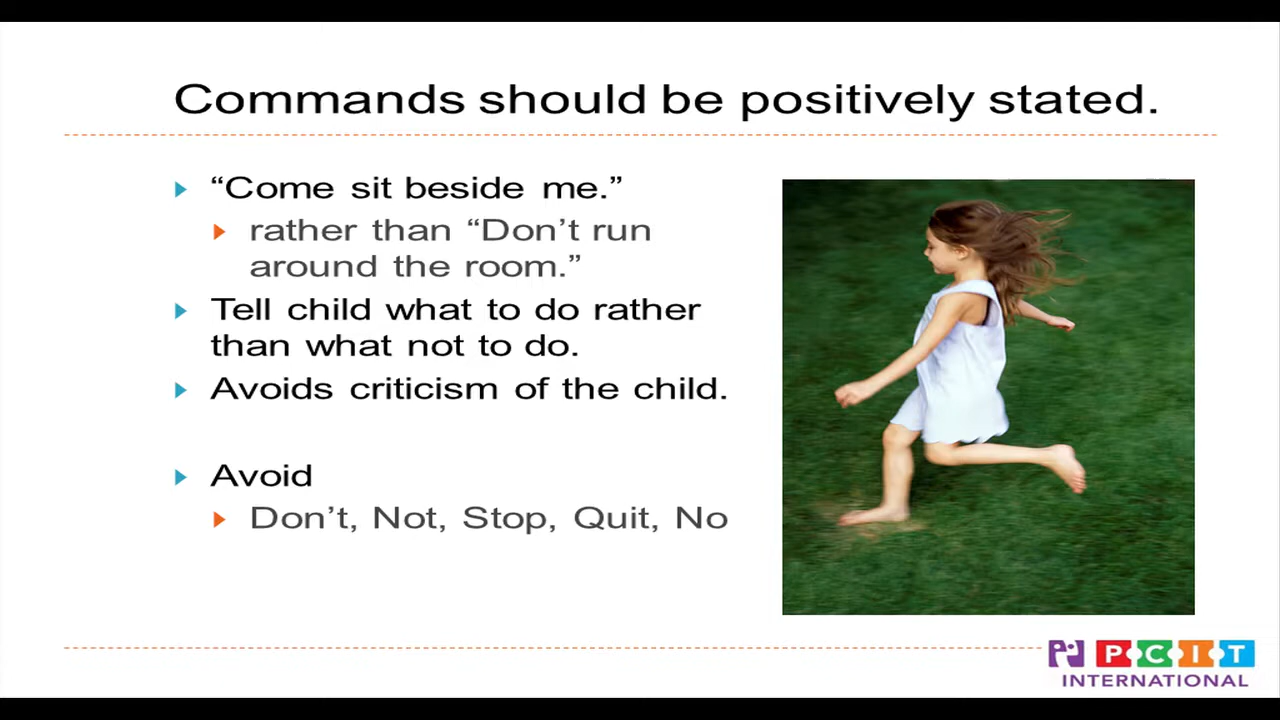 Commands should be positively stated.
“Come sit beside me.”
rather than “Don’t run
around the room.”
Tell child what to do rather
than what not to do.
Avoids criticism of the child.
Avoid
Don’t, Not, Stop, Quit, No
PCIT
INTERNATIONAL